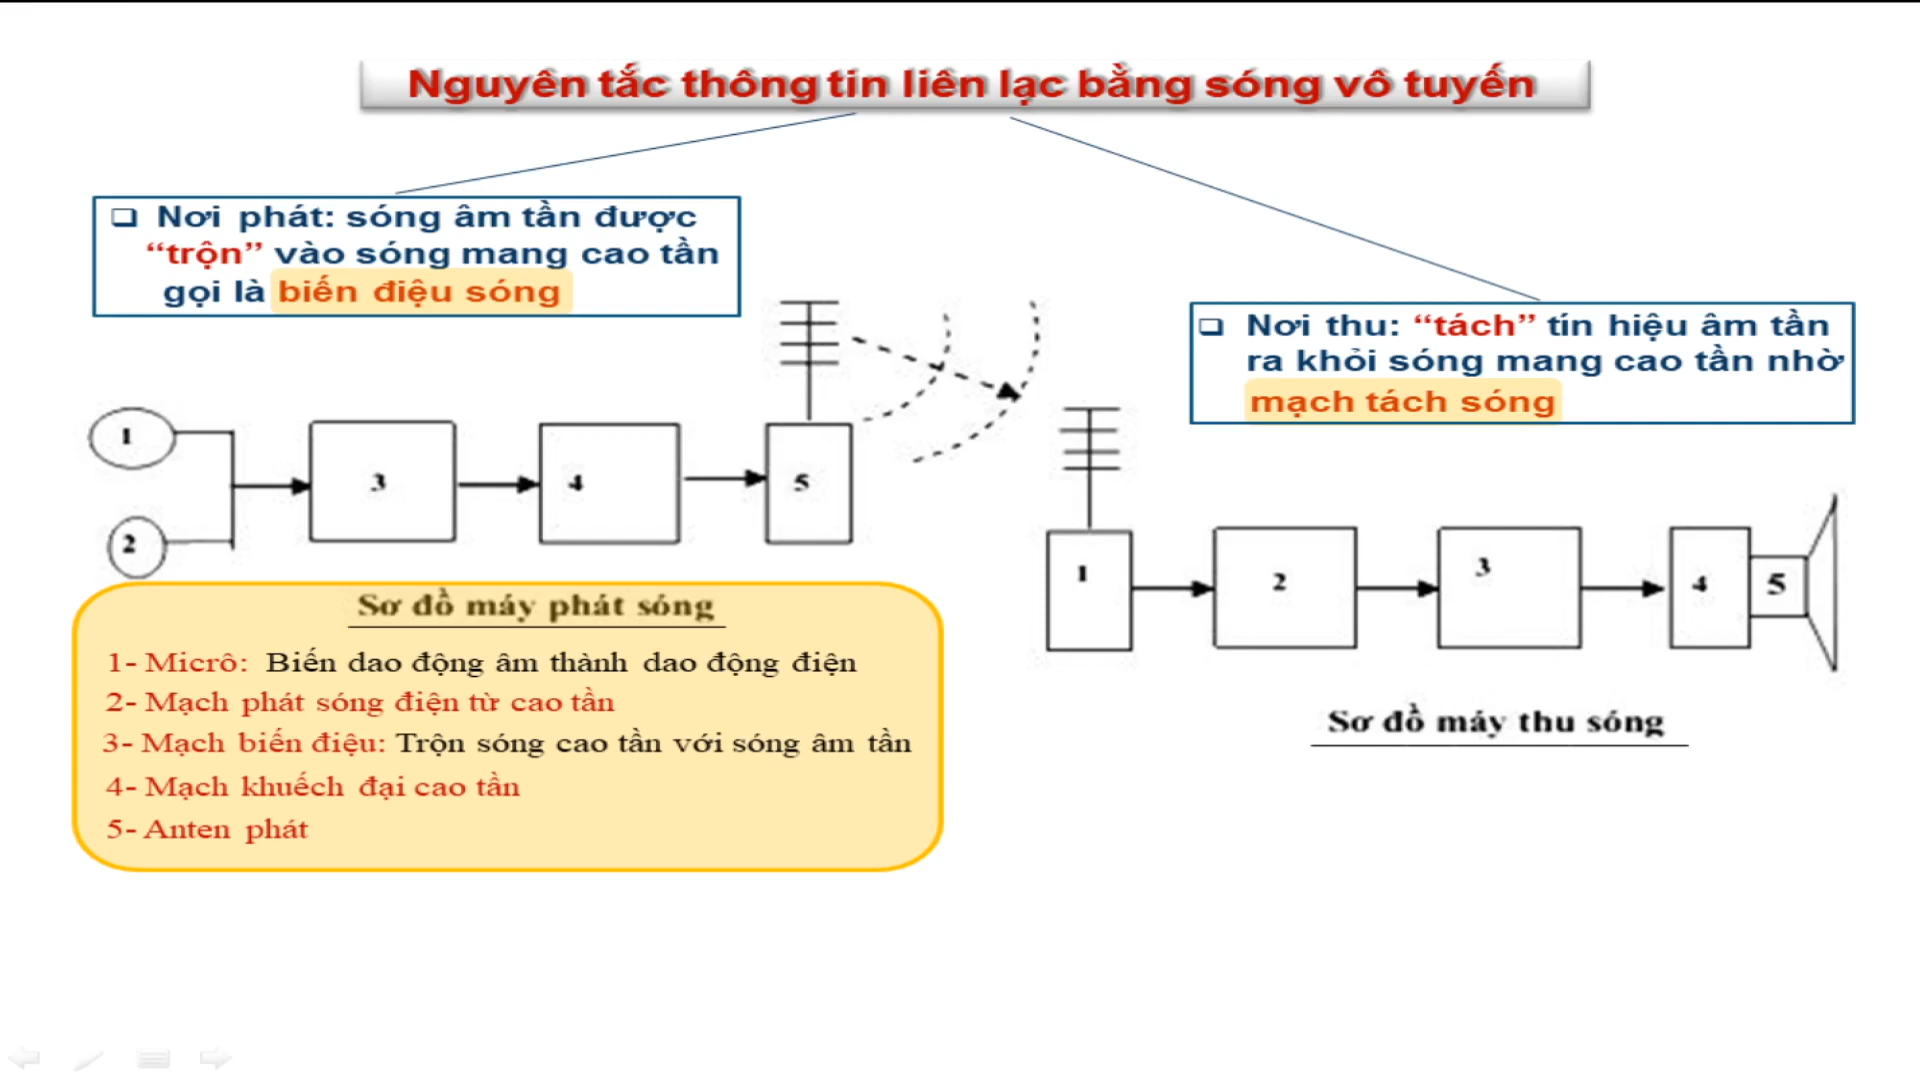 Nguyên tắc thông tin liên lạc bằng sóng vô tuyến
❑ Nơi phát: sóng âm tần được
“trộn” vào sóng mang cao tần
gọi là biến điệu sóng
❑ Nơi thu: “tách” tín hiệu âm tần
ra khỏi sóng mang cao tần nhờ
mạch tách sóng
1
2
3
4
5
Sơ đồ máy phát sóng
1- Micrô: Biến dao động âm thành dao động điện
2- Mạch phát sóng điện từ cao tần
3- Mạch biến điệu: Trộn sóng cao tần với sóng âm tần
4- Mạch khuếch đại cao tần
5- Anten phát
1
2
3
4
5
Sơ đồ máy thu sóng